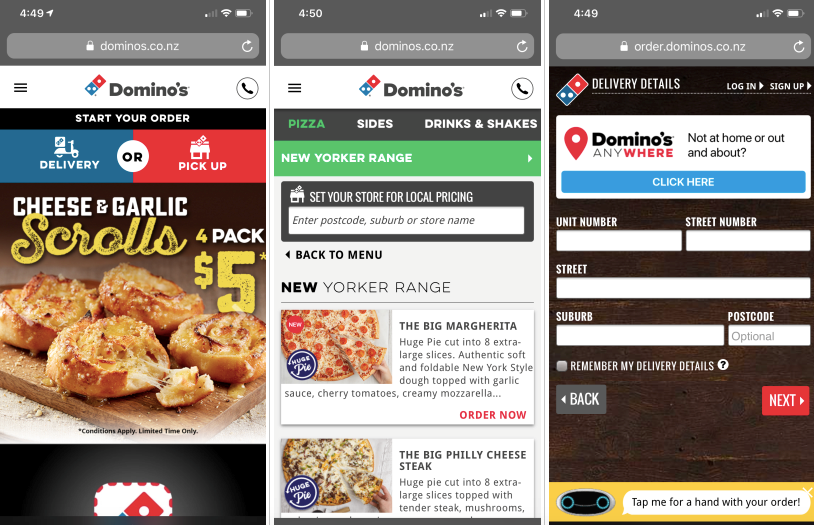 4:49
dominos.co.nz
Domino's
START YOUR ORDER
DELIVERY
OR
PICK UP
CHEESE & GARLIC
Scrolls
4 PACK
$5*
*Conditions Apply. Limited Time Only.
4:50
dominos.co.nz
Domino's
PIZZA SIDES DRINKS & SHAKES
NEW YORKER RANGE
SET YOUR STORE FOR LOCAL PRICING
Enter postcode, suburb or store name
BACK TO MENU
NEW YORKER RANGE
NEW
HUGE
Pie
THE BIG MARGHERITA
Huge Pie cut into 8 extra-
large slices. Authentic soft
and foldable New York Style
dough topped with garlic
sauce, cherry tomatoes, creamy mozzarella...
ORDER NOW
HUGE
Pie
THE BIG PHILLY CHEESE
STEAK
Huge pie cut into 8 extra-
large slices topped with
tender steak, mushrooms,
4:49
order.dominos.co.nz
DELIVERY DETAILS
LOG IN SIGN UP
Domino's
ANYWHERE
Not at home or out
and about?
CLICK HERE
UNIT NUMBER STREET NUMBER
STREET
SUBURB POSTCODE
Optional
REMEMBER MY DELIVERY DETAILS ?
BACK
NEXT
Tap me for a hand with your order!